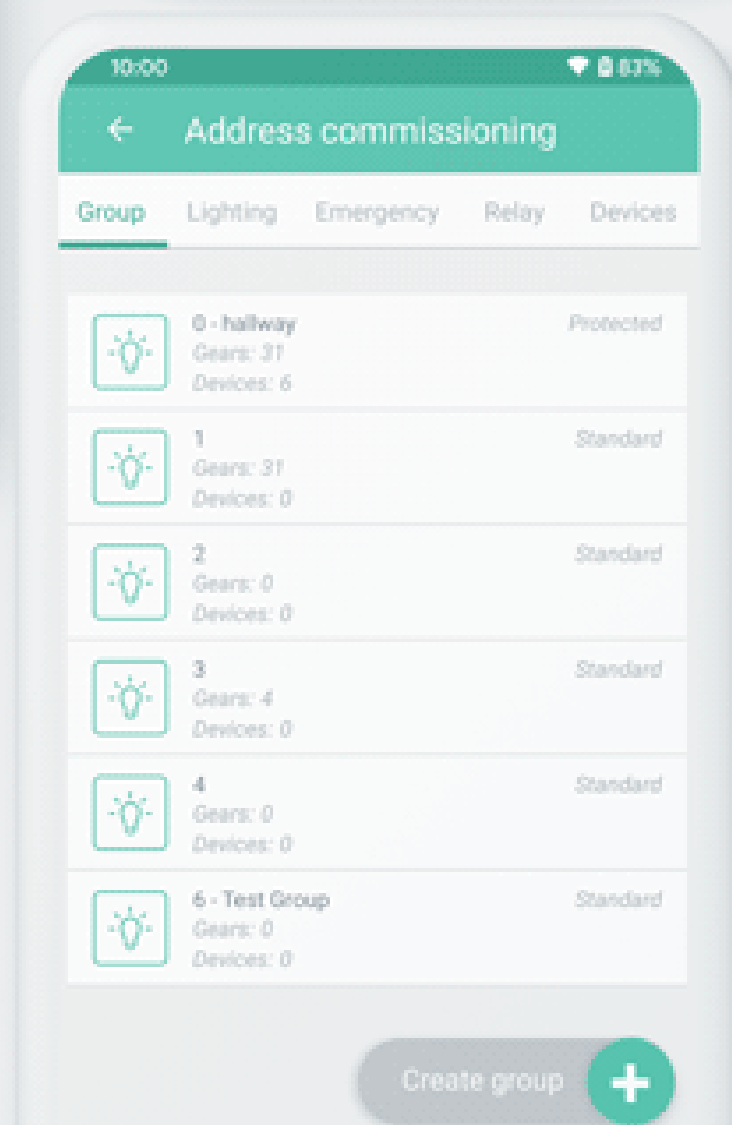 10:00 83%
Address commissioning
Group Lighting Emergency Relay Devices
0 - hallway Protected
Gears: 31
Devices: 6
1 Standard
Gears: 31
Devices: 0
2 Standard
Gears: 0
Devices: 0
3 Standard
Gears: 4
Devices: 0
4 Standard
Gears: 0
Devices: 0
6 - Test Group Standard
Gears: 0
Devices: 0
Create group